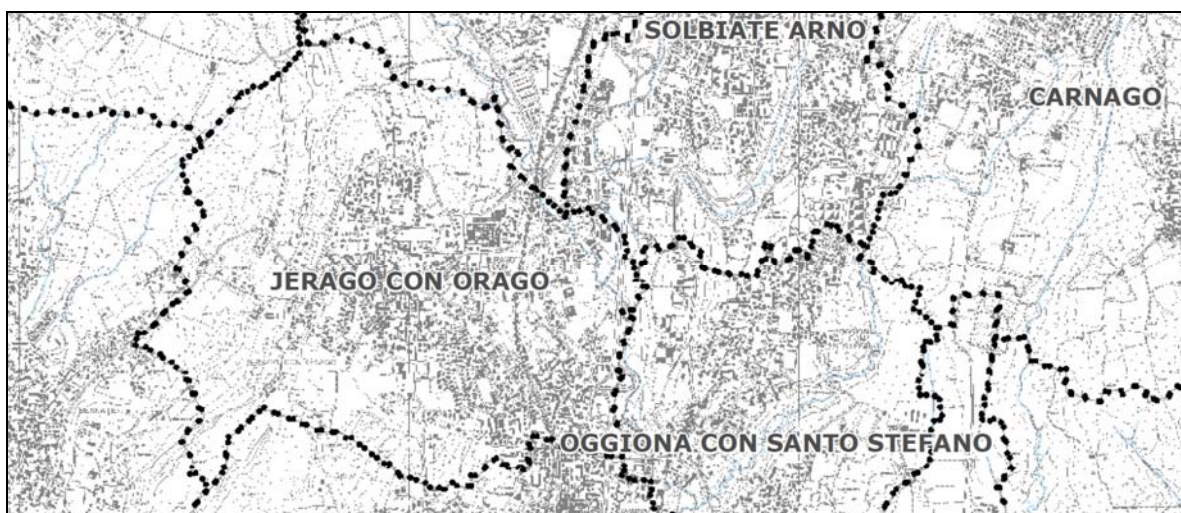 SOLBIATE ARNO
CARNAGO
JERAGO CON ORAGO
OGGIONA CON SANTO STEFANO